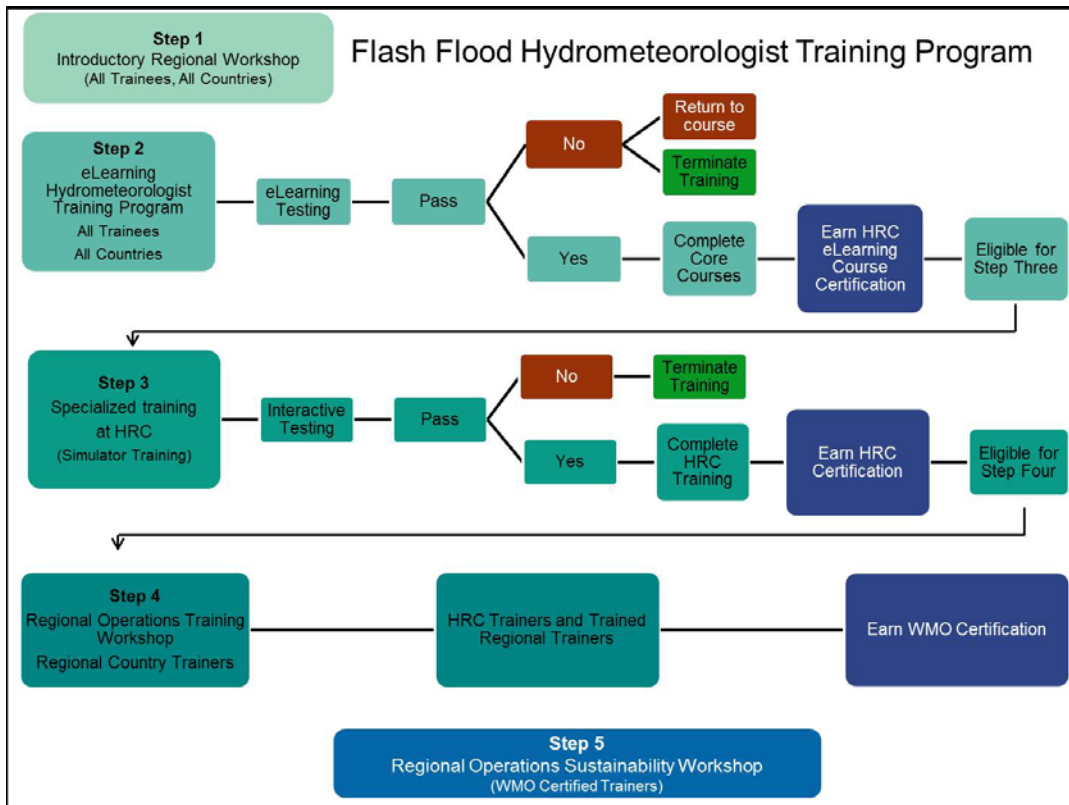 Step 1
Introductory Regional Workshop
(All Trainees, All Countries)
Flash Flood Hydrometeorologist Training Program
Step 2
eLearning
Hydrometeorologist
Training Program
All Trainees
All Countries
eLearning
Testing
Pass
No
Return to
course
Terminate
Training
Yes
Complete
Core
Courses
Earn HRC
eLearning
Course
Certification
Eligible for
Step Three
Step 3
Specialized training
at HRC
(Simulator Training)
Interactive
Testing
Pass
No
Terminate
Training
Yes
Complete
HRC
Training
Earn HRC
Certification
Eligible for
Step Four
Step 4
Regional Operations Training
Workshop
Regional Country Trainers
HRC Trainers and Trained
Regional Trainers
Earn WMO Certification
Step 5
Regional Operations Sustainability Workshop
(WMO Certified Trainers)